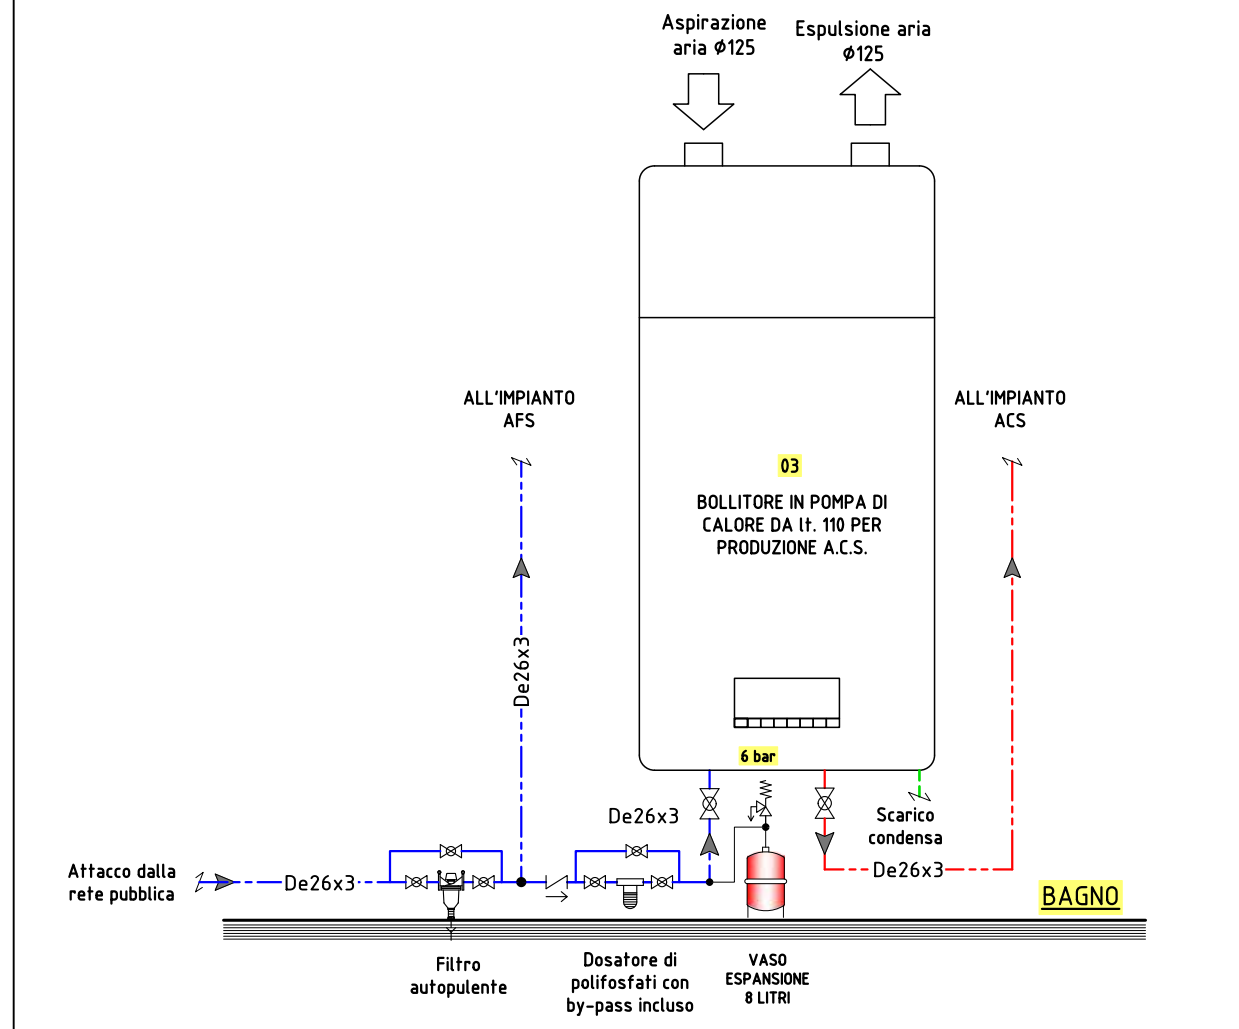 Aspirazione
aria Ø125
Espulsione aria
Ø125
ALL'IMPIANTO
AFS
ALL'IMPIANTO
ACS
03
BOLLITORE IN POMPA DI
CALORE DA lt. 110 PER
PRODUZIONE A.C.S.
De26x3
6 bar
De26x3
Scarico
condensa
Attacco dalla
rete pubblica
De26x3
De26x3
BAGNO
Filtro
autopulente
Dosatore di
polifosfati con
by-pass incluso
VASO
ESPANSIONE
8 LITRI